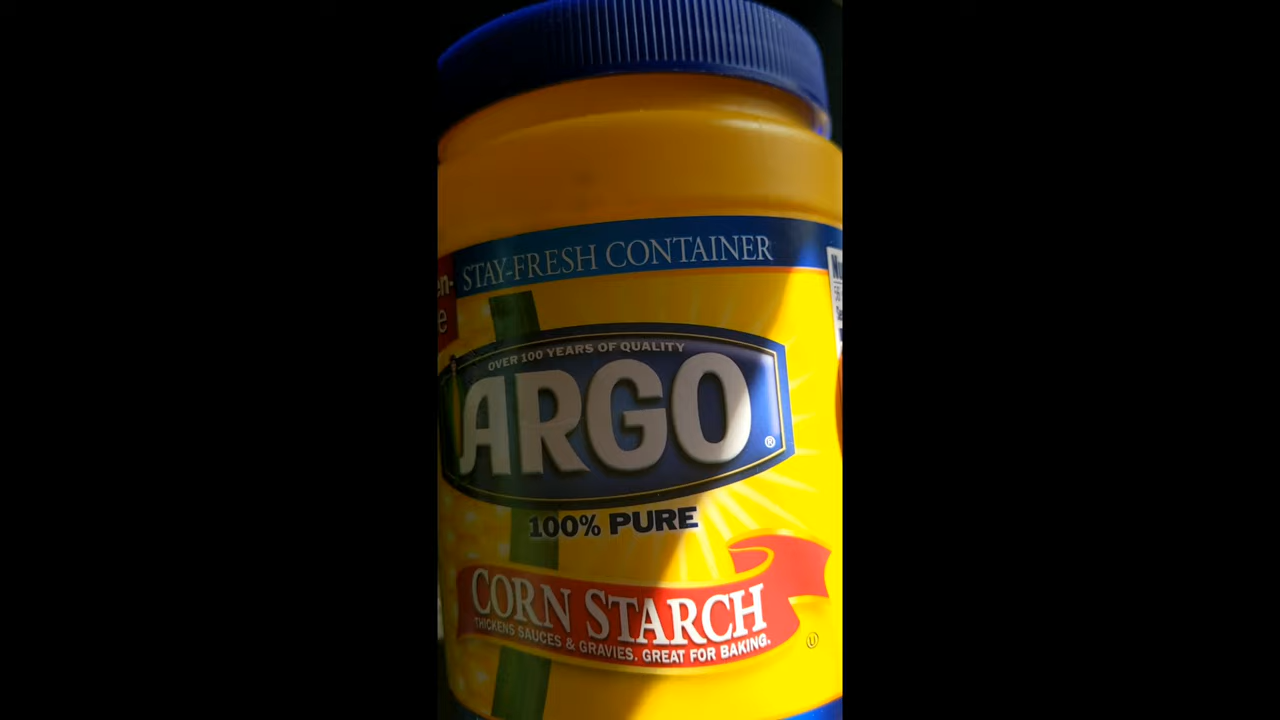 STAY-FRESH CONTAINER
OVER 100 YEARS OF QUALITY
ARGO
®
100% PURE
CORN STARCH
THICKENS SAUCES & GRAVIES. GREAT FOR BAKING.
U